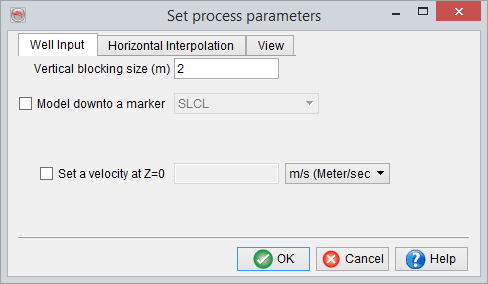 Set process parameters
Well Input Horizontal Interpolation View
Vertical blocking size (m) 2
Model downto a marker SLCL
Set a velocity at Z=0 m/s (Meter/sec
OK Cancel Help